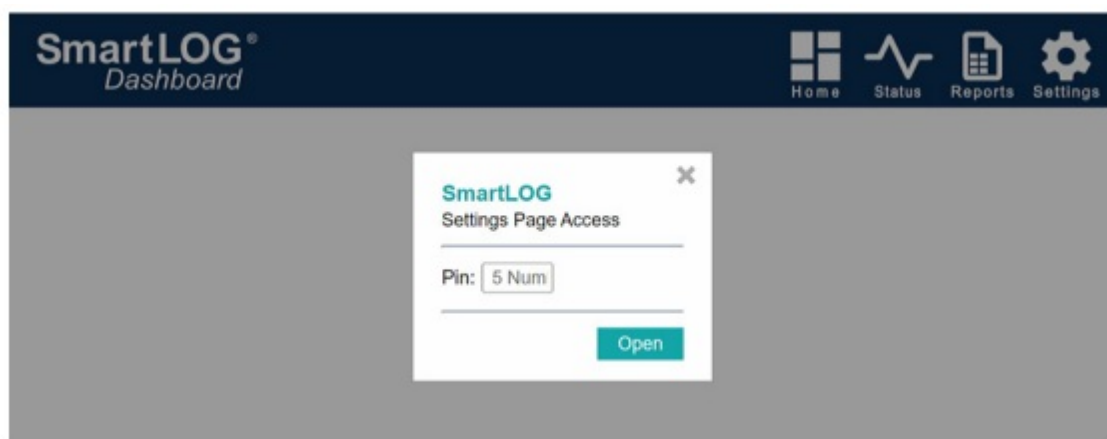 SmartLOG®
Dashboard
Home Status Reports Settings
SmartLOG
Settings Page Access
Pin: 5 Num
Open